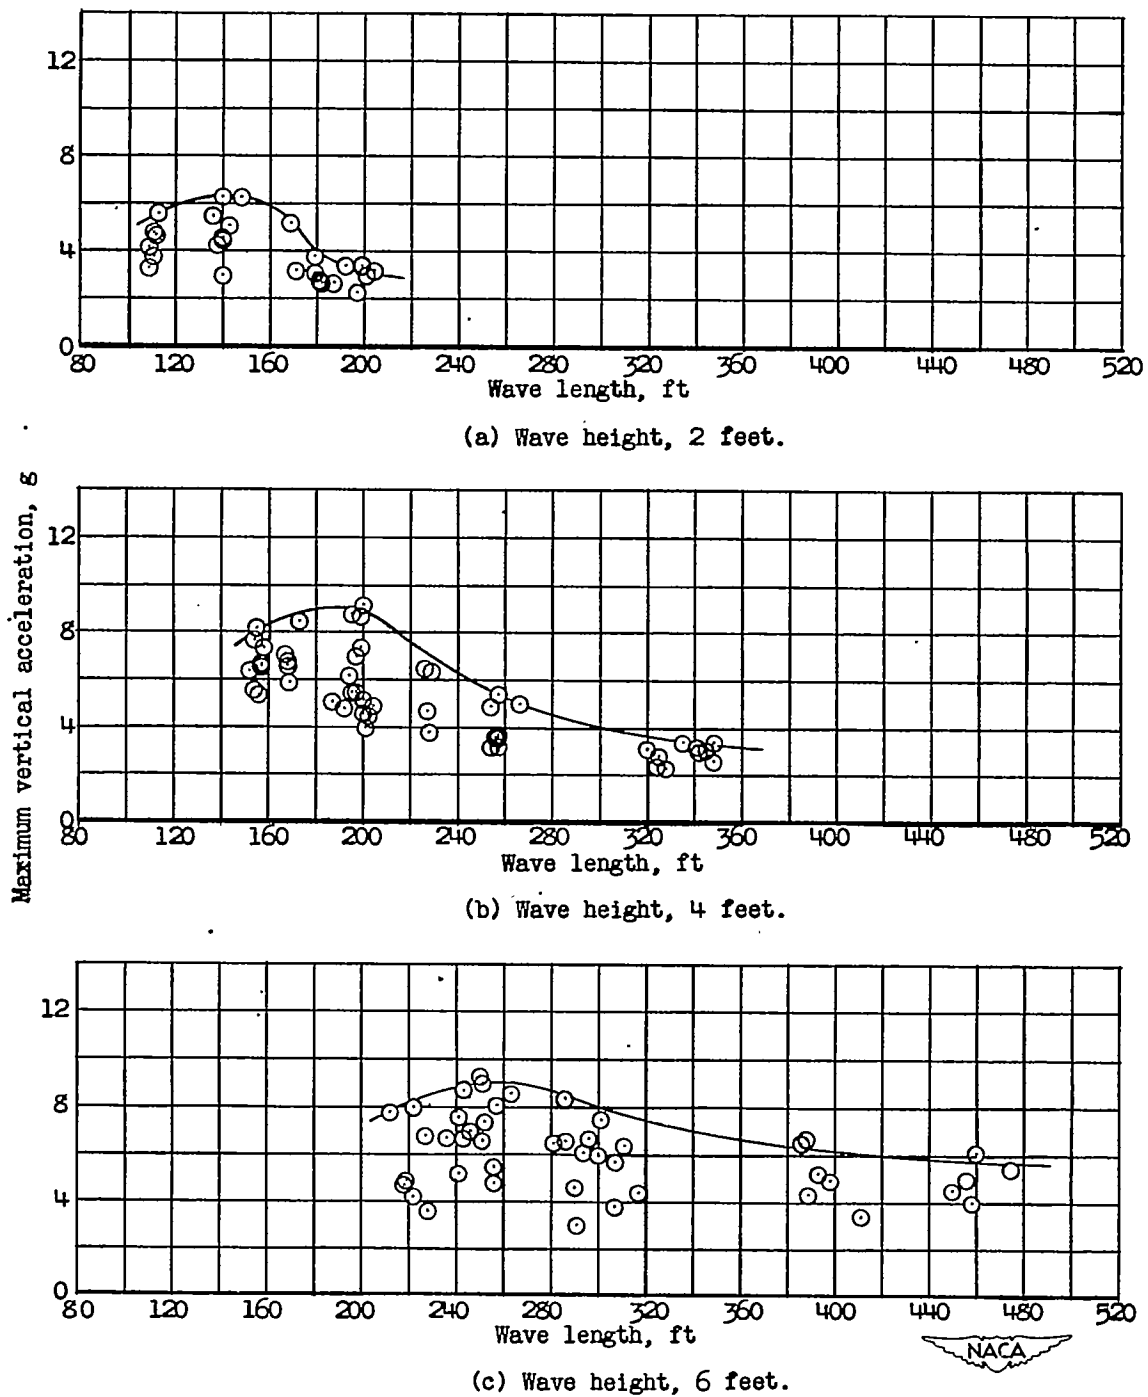 12
8
4
0
80 120 160 200 240 280 320 360 400 440 480 520
Wave length, ft
(a) Wave height, 2 feet.
Maximum vertical acceleration, g
12
8
4
0
80 120 160 200 240 280 320 360 400 440 480 520
Wave length, ft
(b) Wave height, 4 feet.
12
8
4
0
80 120 160 200 240 280 320 360 400 440 480 520
Wave length, ft
NACA
(c) Wave height, 6 feet.